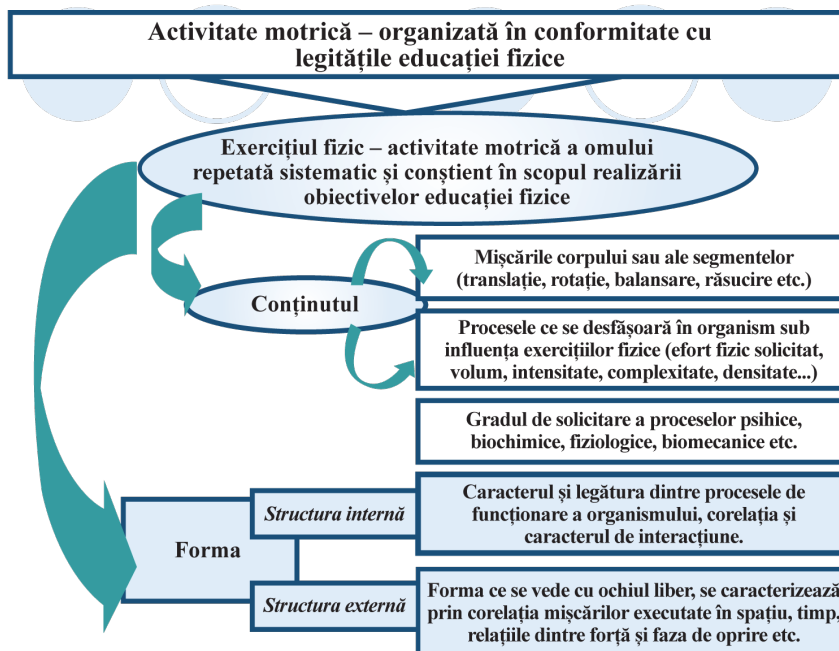 Activitate motrică – organizată în conformitate cu
legitățile educației fizice
Exercițiul fizic – activitate motrică a omului
repetată sistematic și conștient în scopul realizării
obiectivelor educației fizice
Conținutul
Mișcările corpului sau ale segmentelor
(translație, rotație, balansare, răsucire etc.)
Procesele ce se desfășoară în organism sub
influența exercițiilor fizice (efort fizic solicitat,
volum, intensitate, complexitate, densitate...)
Gradul de solicitare a proceselor psihice,
biochimice, fiziologice, biomecanice etc.
Forma
Structura internă
Caracterul și legătura dintre procesele de
funcționare a organismului, corelația și
caracterul de interacțiune.
Structura externă
Forma ce se vede cu ochiul liber, se caracterizează
prin corelația mișcărilor executate în spațiu, timp,
relațiile dintre forță și faza de oprire etc.